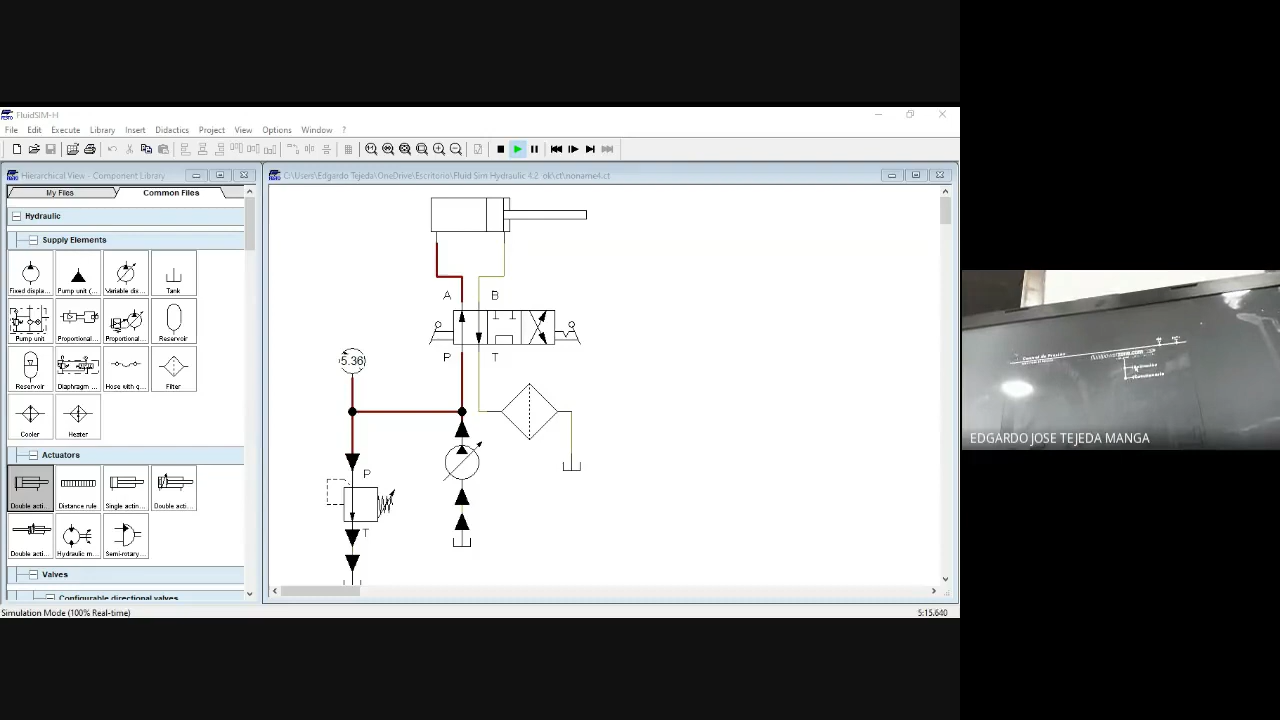 FluidSIM-H
File Edit Execute Library Insert Didactics Project View Options Window ?
Hierarchical View - Component Library
C:\Users\Edgardo Tejeda\OneDrive\Escritorio\Fluid Sim Hydraulic 4.2 ok\ct\noname4.ct
My Files Common Files
Hydraulic
Supply Elements
Fixed displa... Pump unit (... Variable dis... Tank
Pump unit Proportional... Proportional... Reservoir
Reservoir Diaphragm ... Hose with q... Filter
Cooler Heater
Actuators
Double acti... Distance rule Single actin... Double acti...
Double acti... Hydraulic m... Semi-rotary...
Valves
Configurable directional valves
A B
P T
5.36
P
T
Simulation Mode (100% Real-time)
5:15.640
Control de Presión
EDGARDO JOSE TEJEDA MANGA